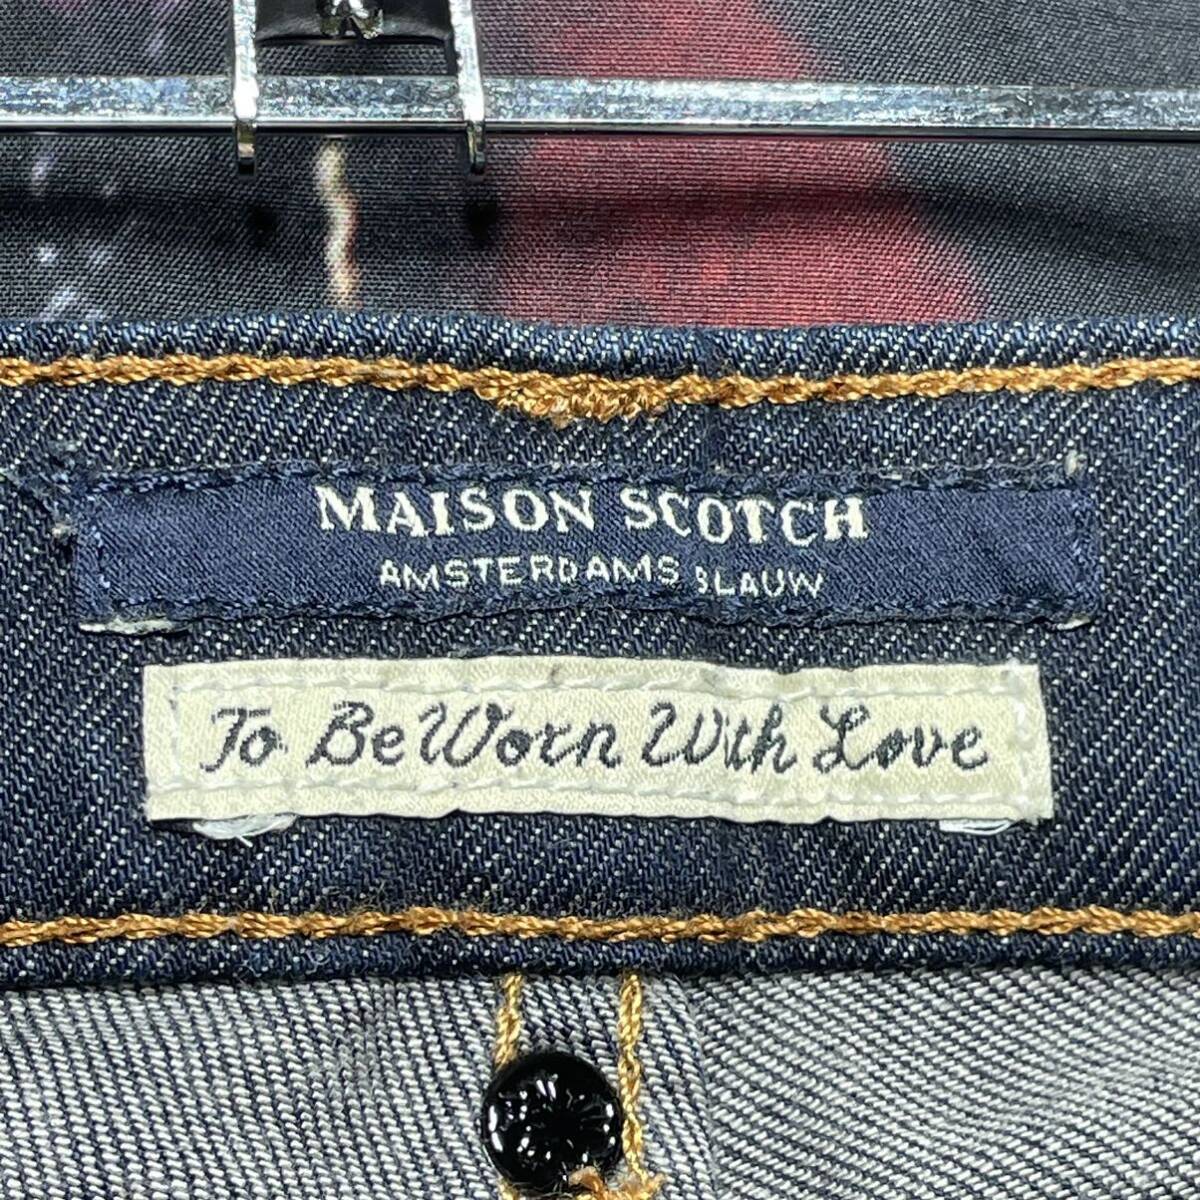 MAISON SCOTCH
AMSTERDAMS BLAUW
To Be Worn With Love